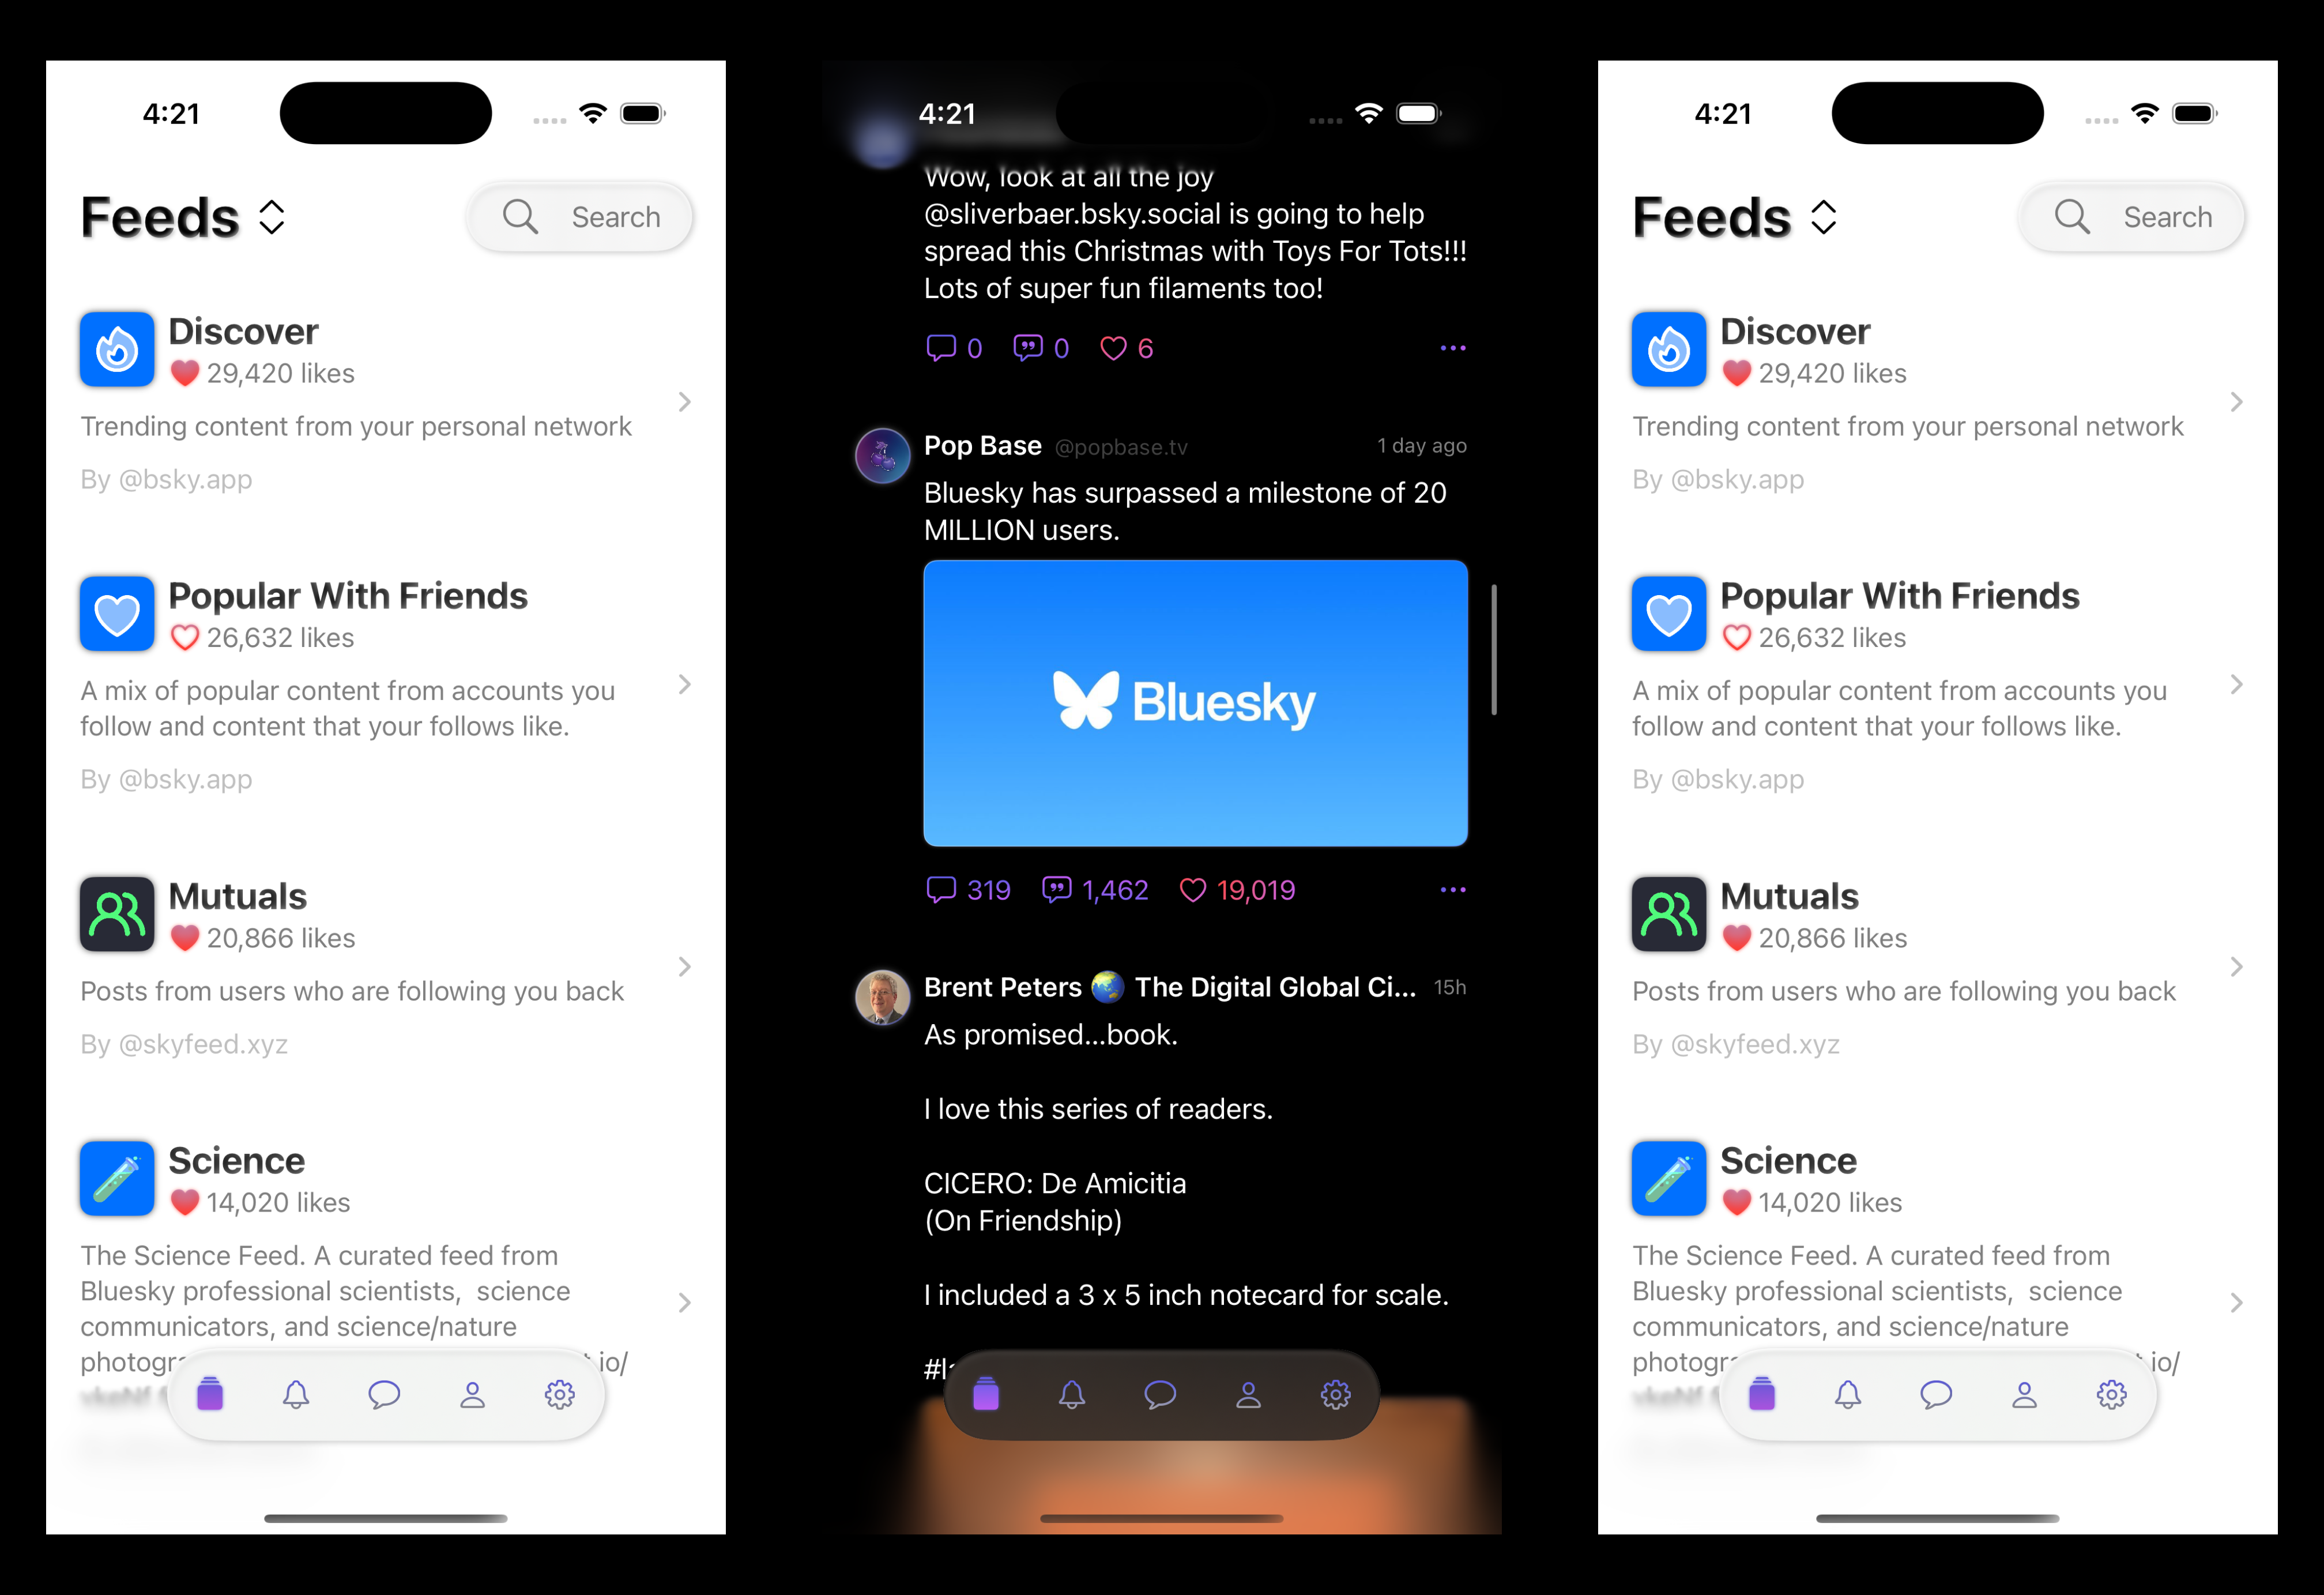 4:21
Feeds
Search
Discover
29,420 likes
Trending content from your personal network
By @bsky.app
Popular With Friends
26,632 likes
A mix of popular content from accounts you
follow and content that your follows like.
By @bsky.app
Mutuals
20,866 likes
Posts from users who are following you back
By @skyfeed.xyz
Science
14,020 likes
The Science Feed. A curated feed from
Bluesky professional scientists,  science
communicators, and science/nature
4:21
Wow, look at all the joy
@sliverbaer.bsky.social is going to help
spread this Christmas with Toys For Tots!!!
Lots of super fun filaments too!
0 0 6
Pop Base @popbase.tv 1 day ago
Bluesky has surpassed a milestone of 20
MILLION users.
Bluesky
319 1,462 19,019
Brent Peters 🌏 The Digital Global Ci... 15h
As promised...book.
I love this series of readers.
CICERO: De Amicitia
(On Friendship)
I included a 3 x 5 inch notecard for scale.
4:21
Feeds
Search
Discover
29,420 likes
Trending content from your personal network
By @bsky.app
Popular With Friends
26,632 likes
A mix of popular content from accounts you
follow and content that your follows like.
By @bsky.app
Mutuals
20,866 likes
Posts from users who are following you back
By @skyfeed.xyz
Science
14,020 likes
The Science Feed. A curated feed from
Bluesky professional scientists,  science
communicators, and science/nature